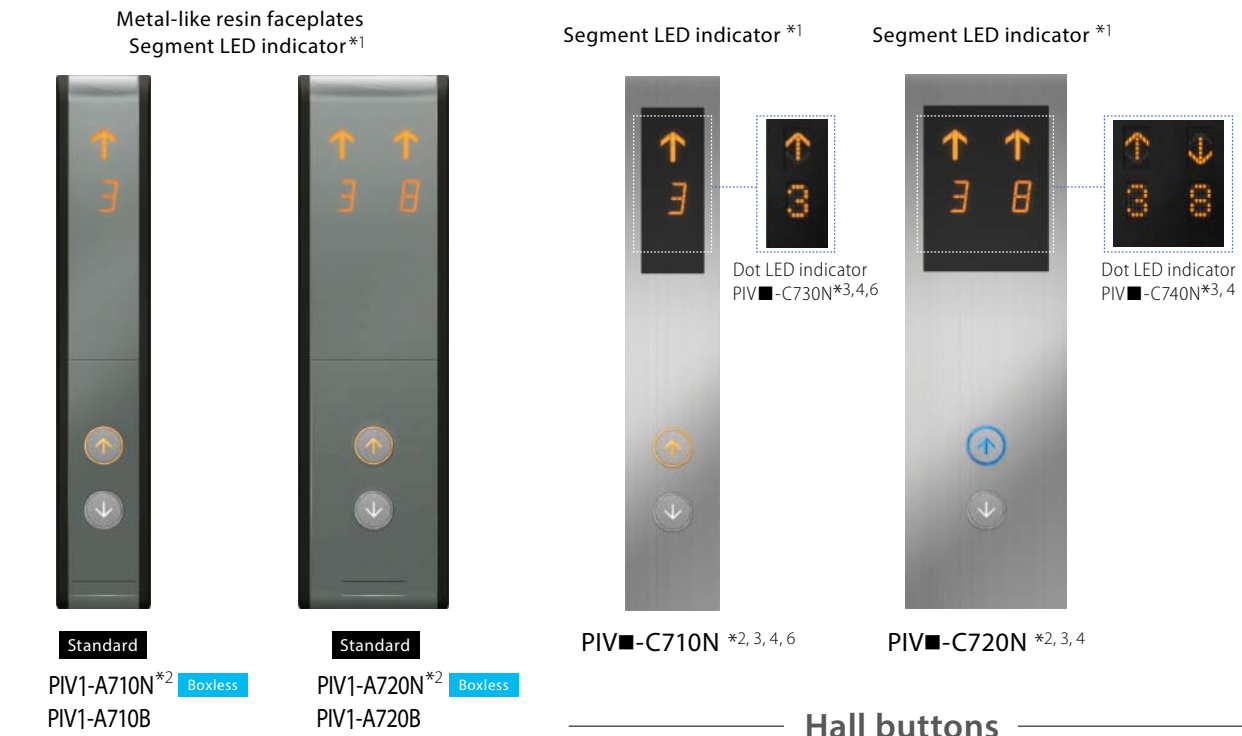 Metal-like resin faceplates
Segment LED indicator*1
Segment LED indicator *1
Segment LED indicator *1
↑
3
↑ ↑
3 8
↑
3
↑
3
↑ ↑
3 8
↑ ↓
3 8
Dot LED indicator
PIV■-C730N*3,4,6
Dot LED indicator
PIV■-C740N*3, 4
↑
↓
↑
↓
↑
↓
↑
↓
Standard
PIV1-A710N*2 Boxless
PIV1-A710B
Standard
PIV1-A720N*2 Boxless
PIV1-A720B
PIV■-C710N *2, 3, 4, 6
PIV■-C720N *2, 3, 4
Hall buttons